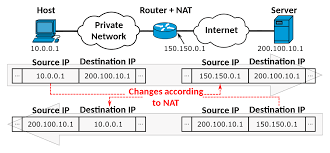 Host
Router + NAT
Server
Private
Network
Internet
10.0.0.1
150.150.0.1
200.100.10.1
Source IP Destination IP
Source IP Destination IP
... 10.0.0.1 200.100.10.1 ...
... 150.150.0.1 200.100.10.1 ...
Changes according
to NAT
Source IP Destination IP
Source IP Destination IP
... 200.100.10.1 10.0.0.1 ...
... 200.100.10.1 150.150.0.1 ...